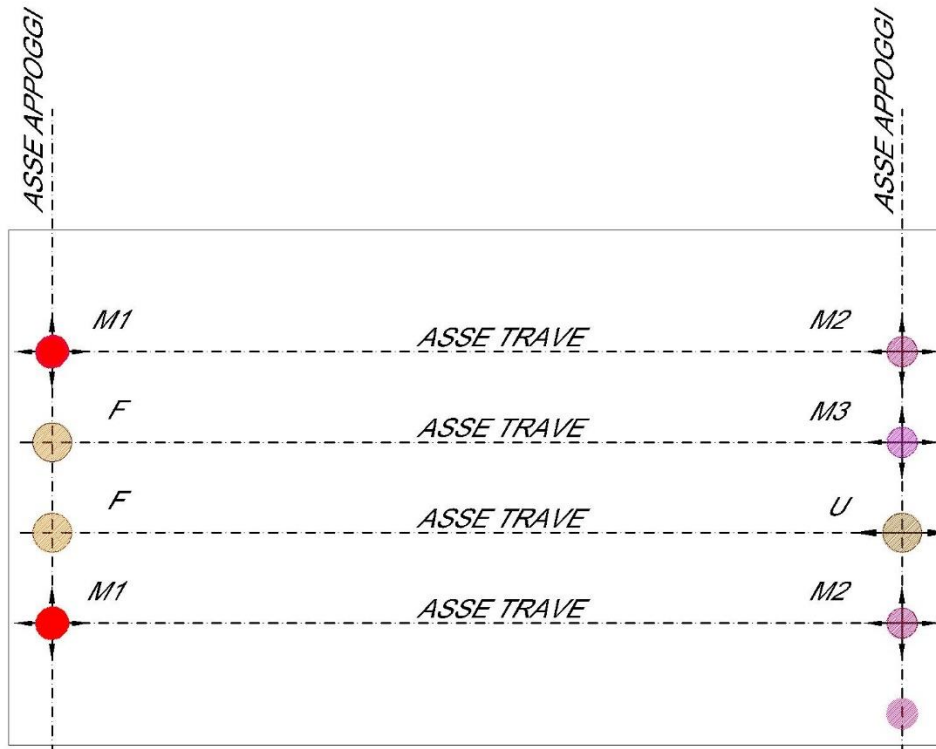 ASSE APPOGGI
ASSE APPOGGI
M1
ASSE TRAVE
M2
F
ASSE TRAVE
M3
F
ASSE TRAVE
U
M1
ASSE TRAVE
M2